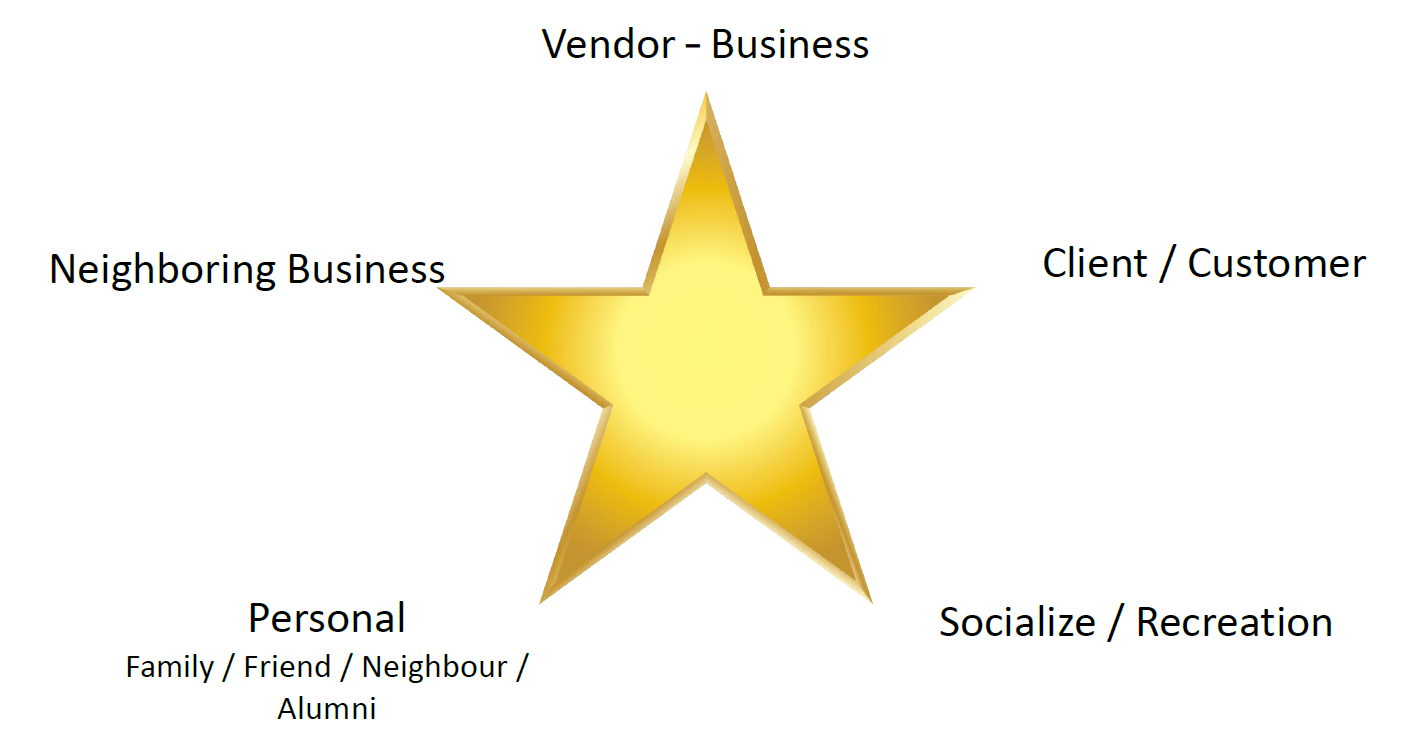 Vendor - Business
Neighboring Business
Client / Customer
Personal
Family / Friend / Neighbour /
Alumni
Socialize / Recreation